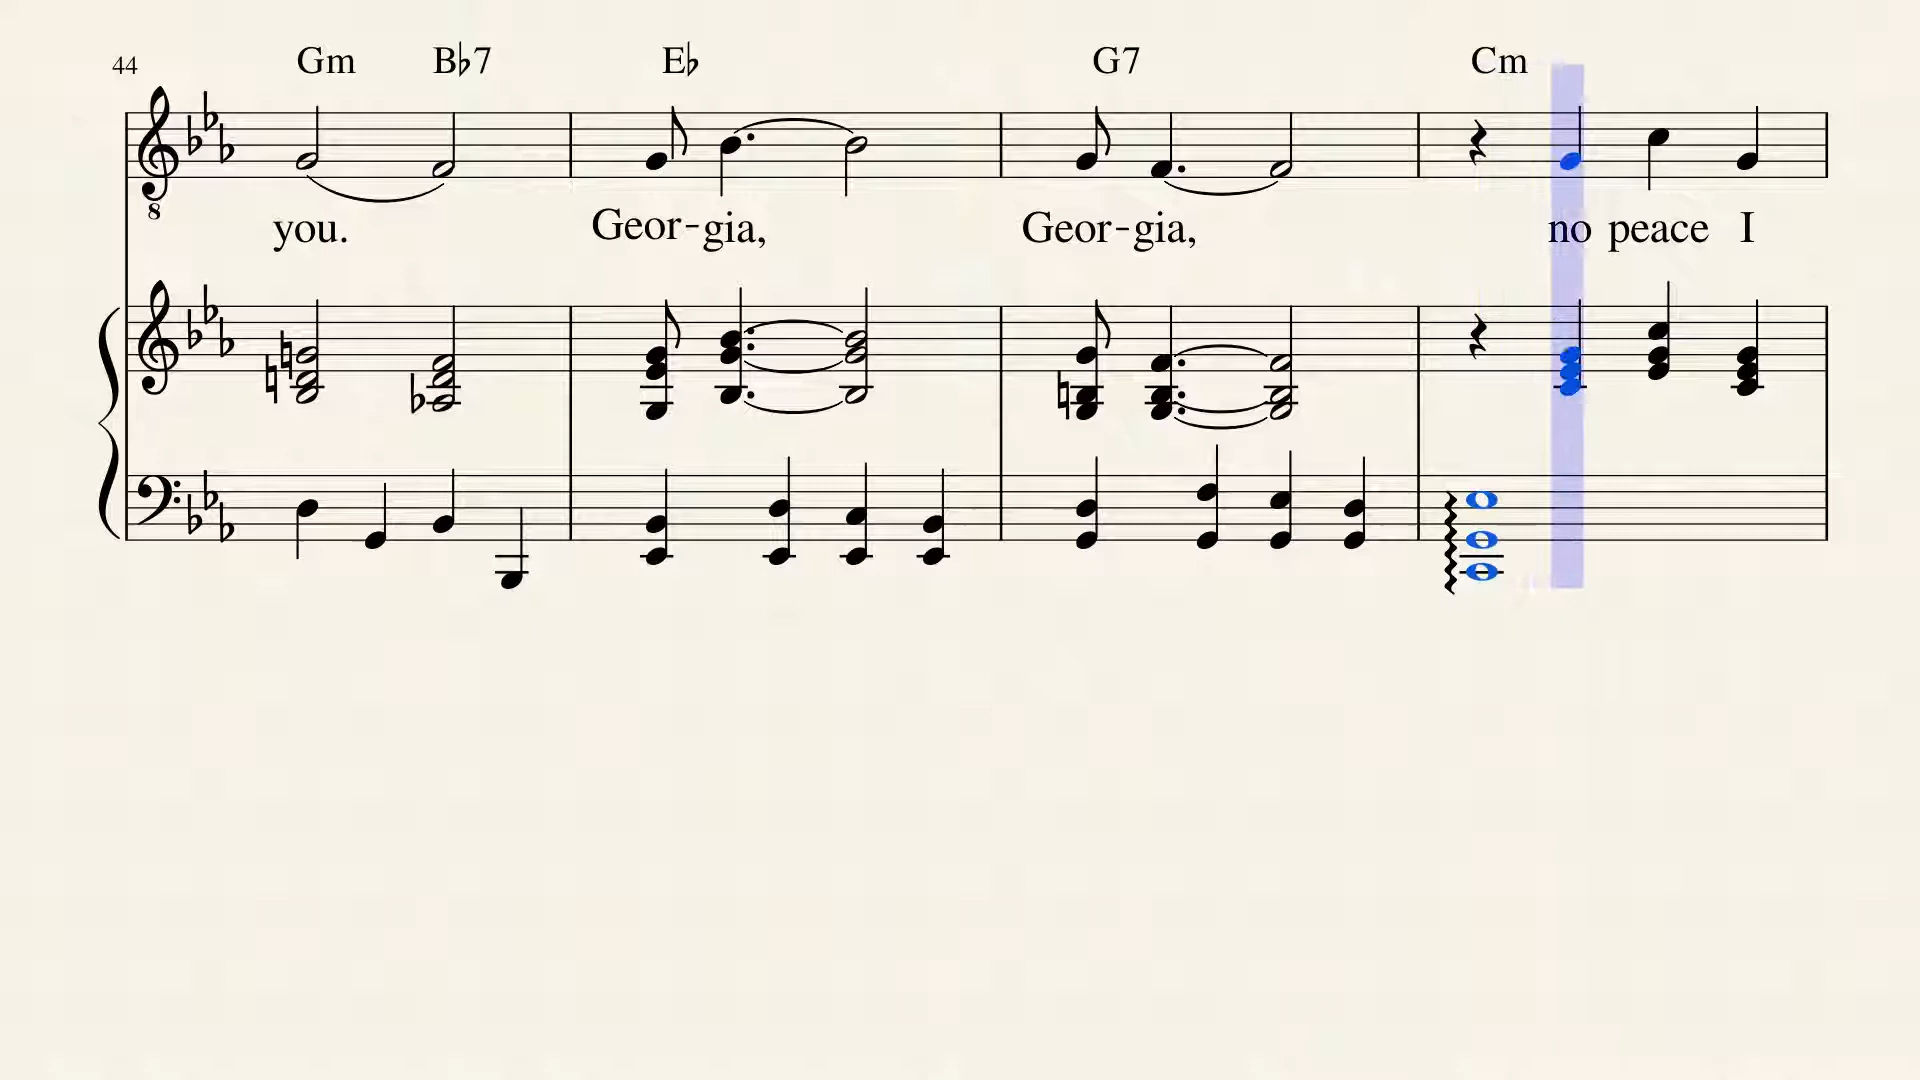 44 Gm B♭7 E♭ G7 Cm
8
you. Geor-gia, Geor-gia, no peace I